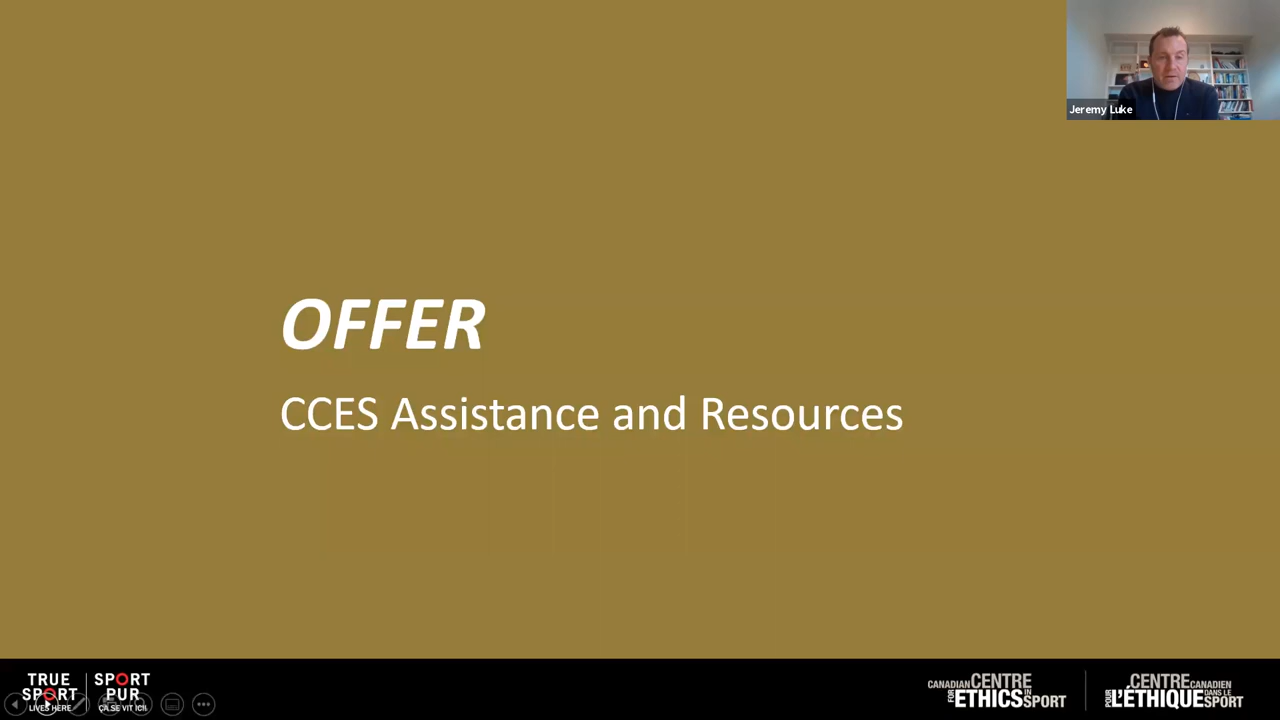 Jeremy Luke
OFFER
CCES Assistance and Resources
TRUE SPORT LIVES HERE
SPORT PUR ÇA SE VIT ICI
CANADIAN CENTRE FOR ETHICS IN SPORT
CENTRE CANADIEN POUR L'ÉTHIQUE DANS LE SPORT